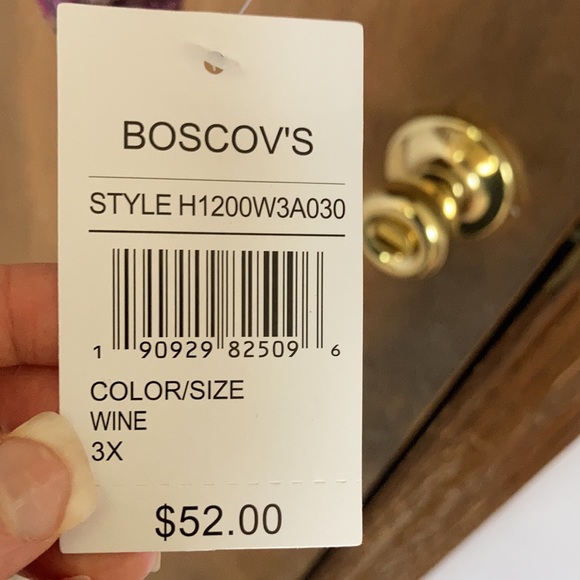 BOSCOV'S
STYLE H1200W3A030
1 90929 82509 6
COLOR/SIZE
WINE
3X
$52.00